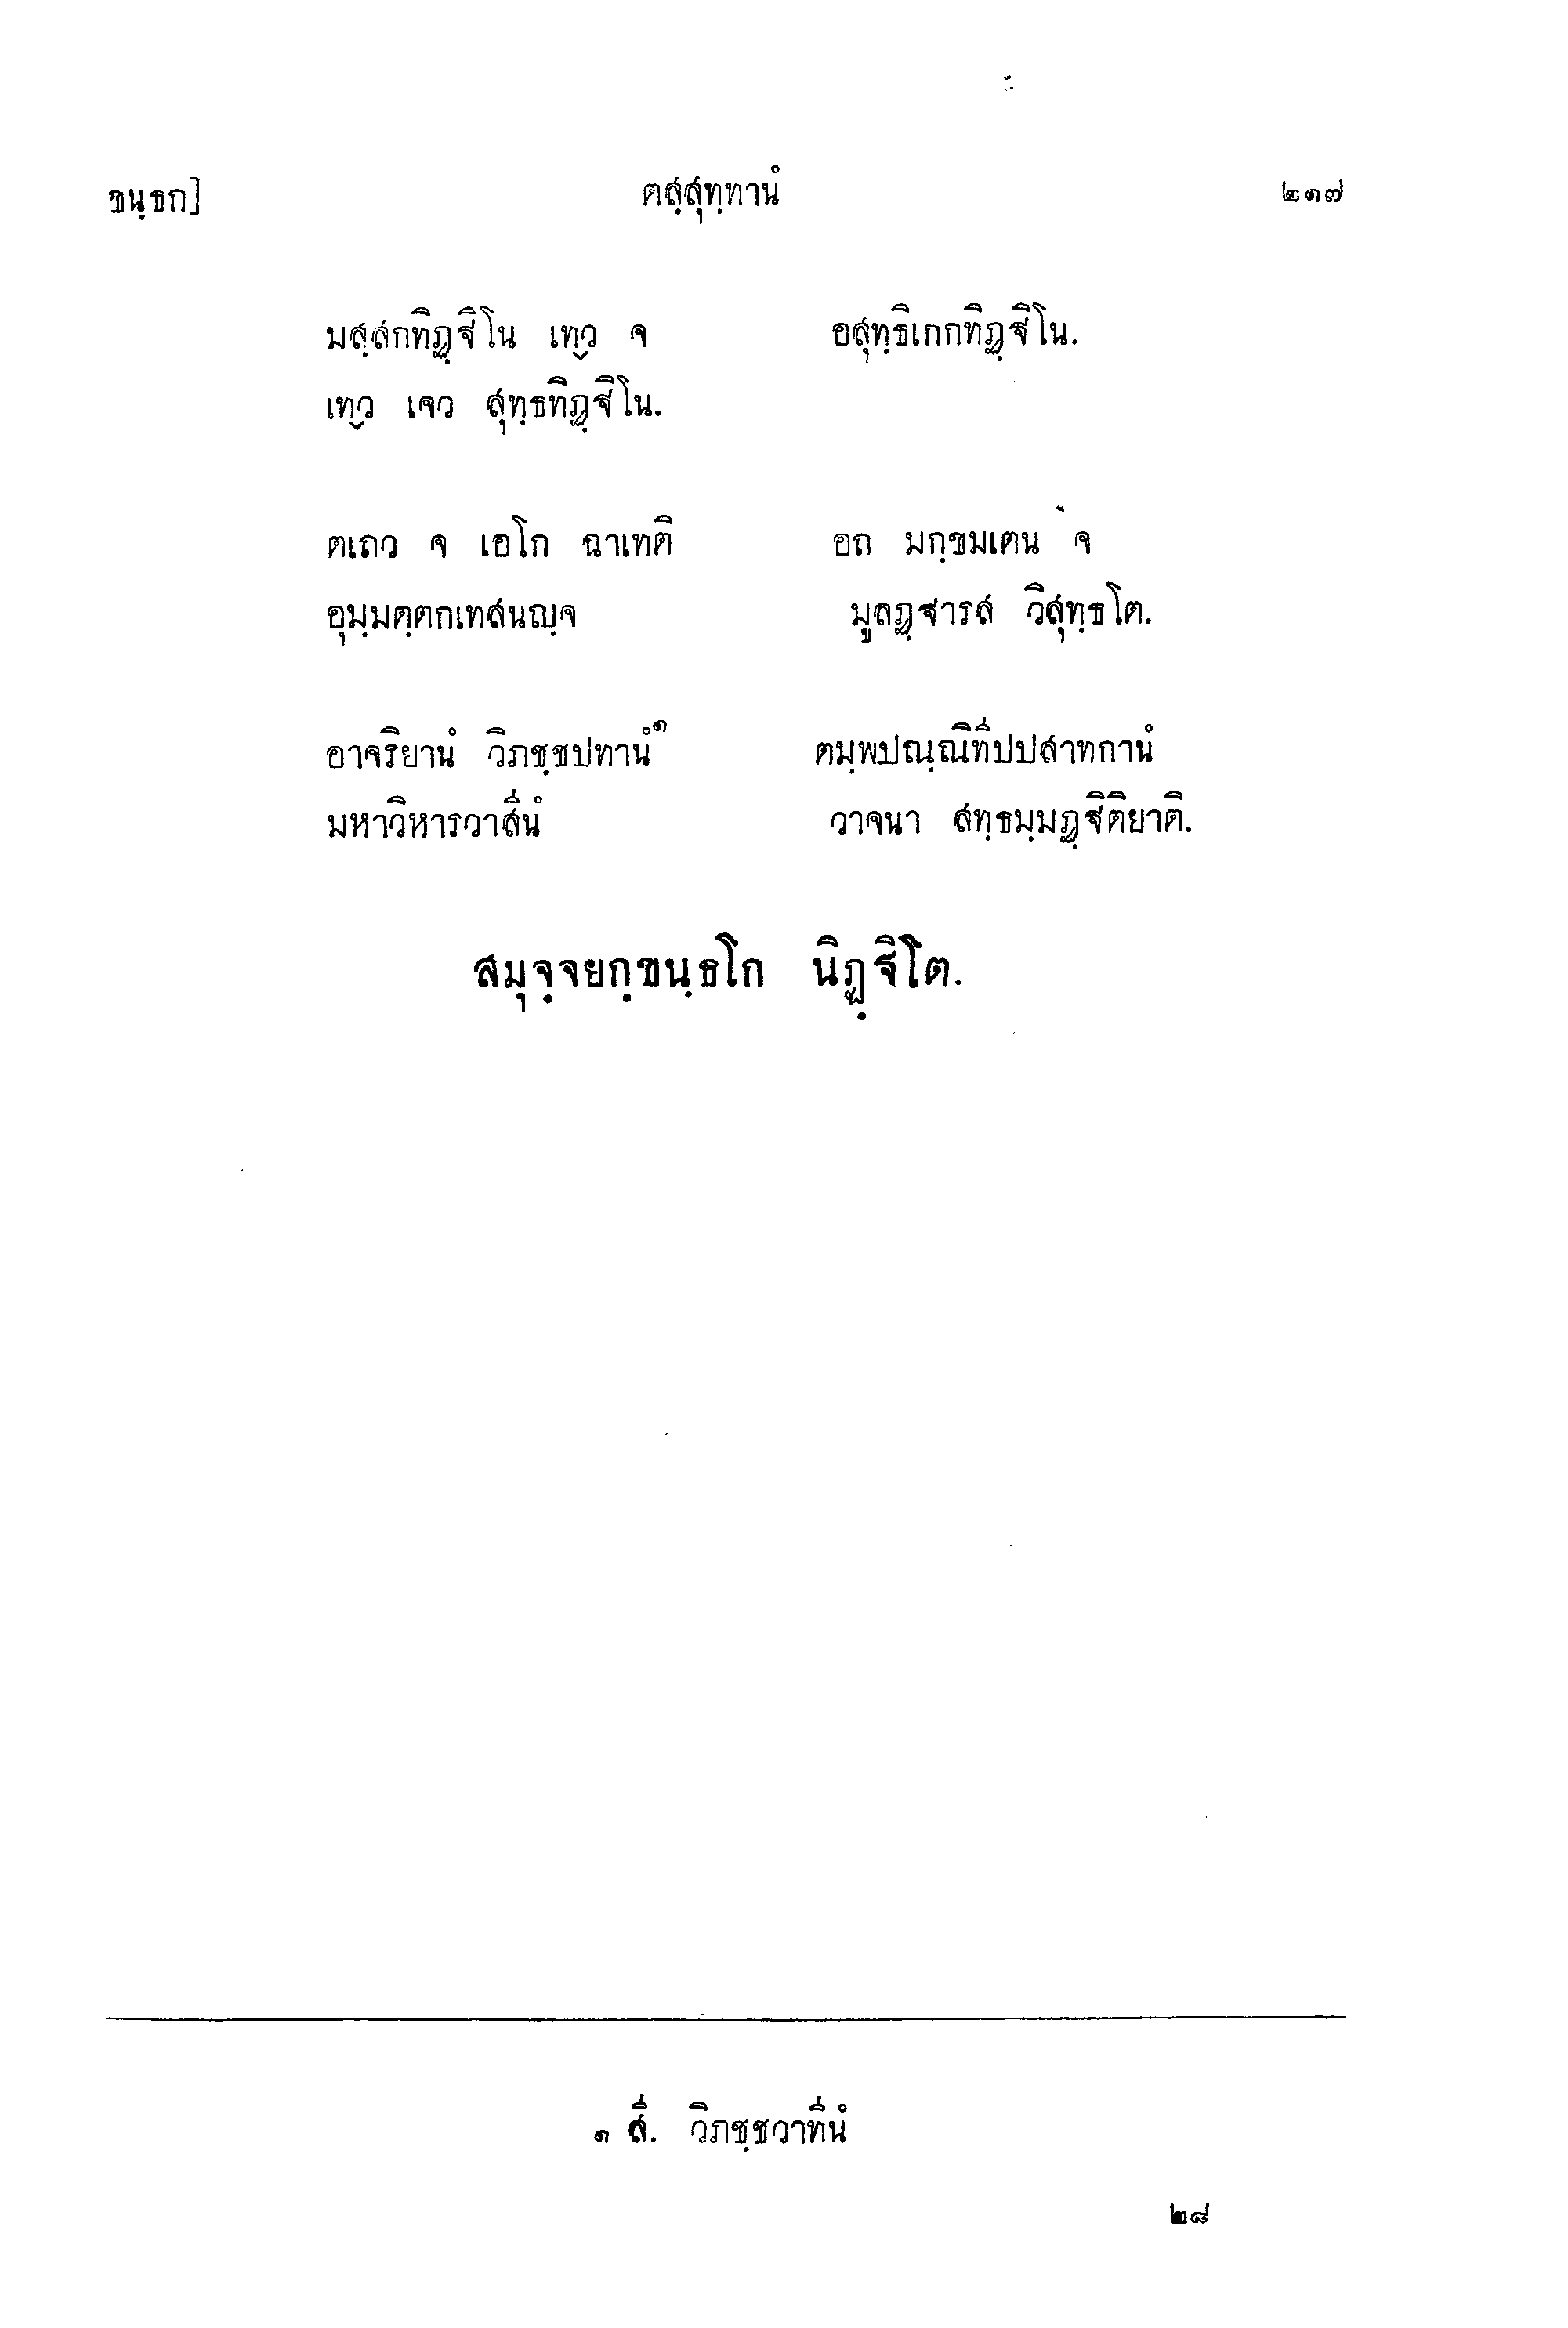 ขนฺธก] ตสฺสุทฺทานํ ๒๑๗
มสฺสกทิฏฺฐิโน เทฺว จ อสุทฺธิเกกทิฏฺฐิโน.
เทฺว เจว สุทฺธทิฏฺฐิโน.
ตเถว จ เอโก ฉาเทติ อถ มกฺขมเตน จ
อุมฺมตฺตกเทสนญฺจ มูลฏฺฐารส วิสุทฺธโต.
อาจริยานํ วิภชฺชปทานํ๑ ตมฺพปณฺณิทีปปสาทกานํ
มหาวิหารวาสีนํ วาจนา สทฺธมฺมฏฺฐิติยาติ.
สมุจฺจยกฺขนฺธโก นิฏฺฐิโต.
๑ สี. วิภชฺชวาทีนํ
๒๘